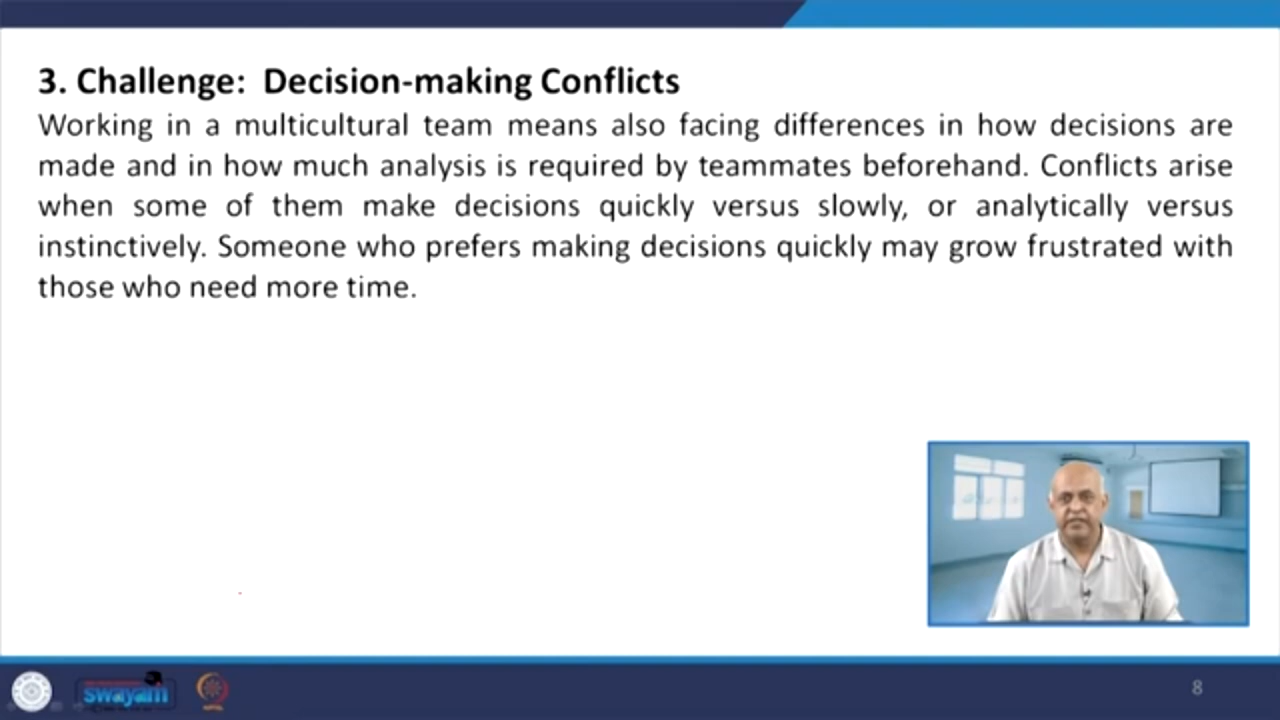 3. Challenge:  Decision-making Conflicts
Working in a multicultural team means also facing differences in how decisions are
made and in how much analysis is required by teammates beforehand. Conflicts arise
when some of them make decisions quickly versus slowly, or analytically versus
instinctively. Someone who prefers making decisions quickly may grow frustrated with
those who need more time.
swayam
8